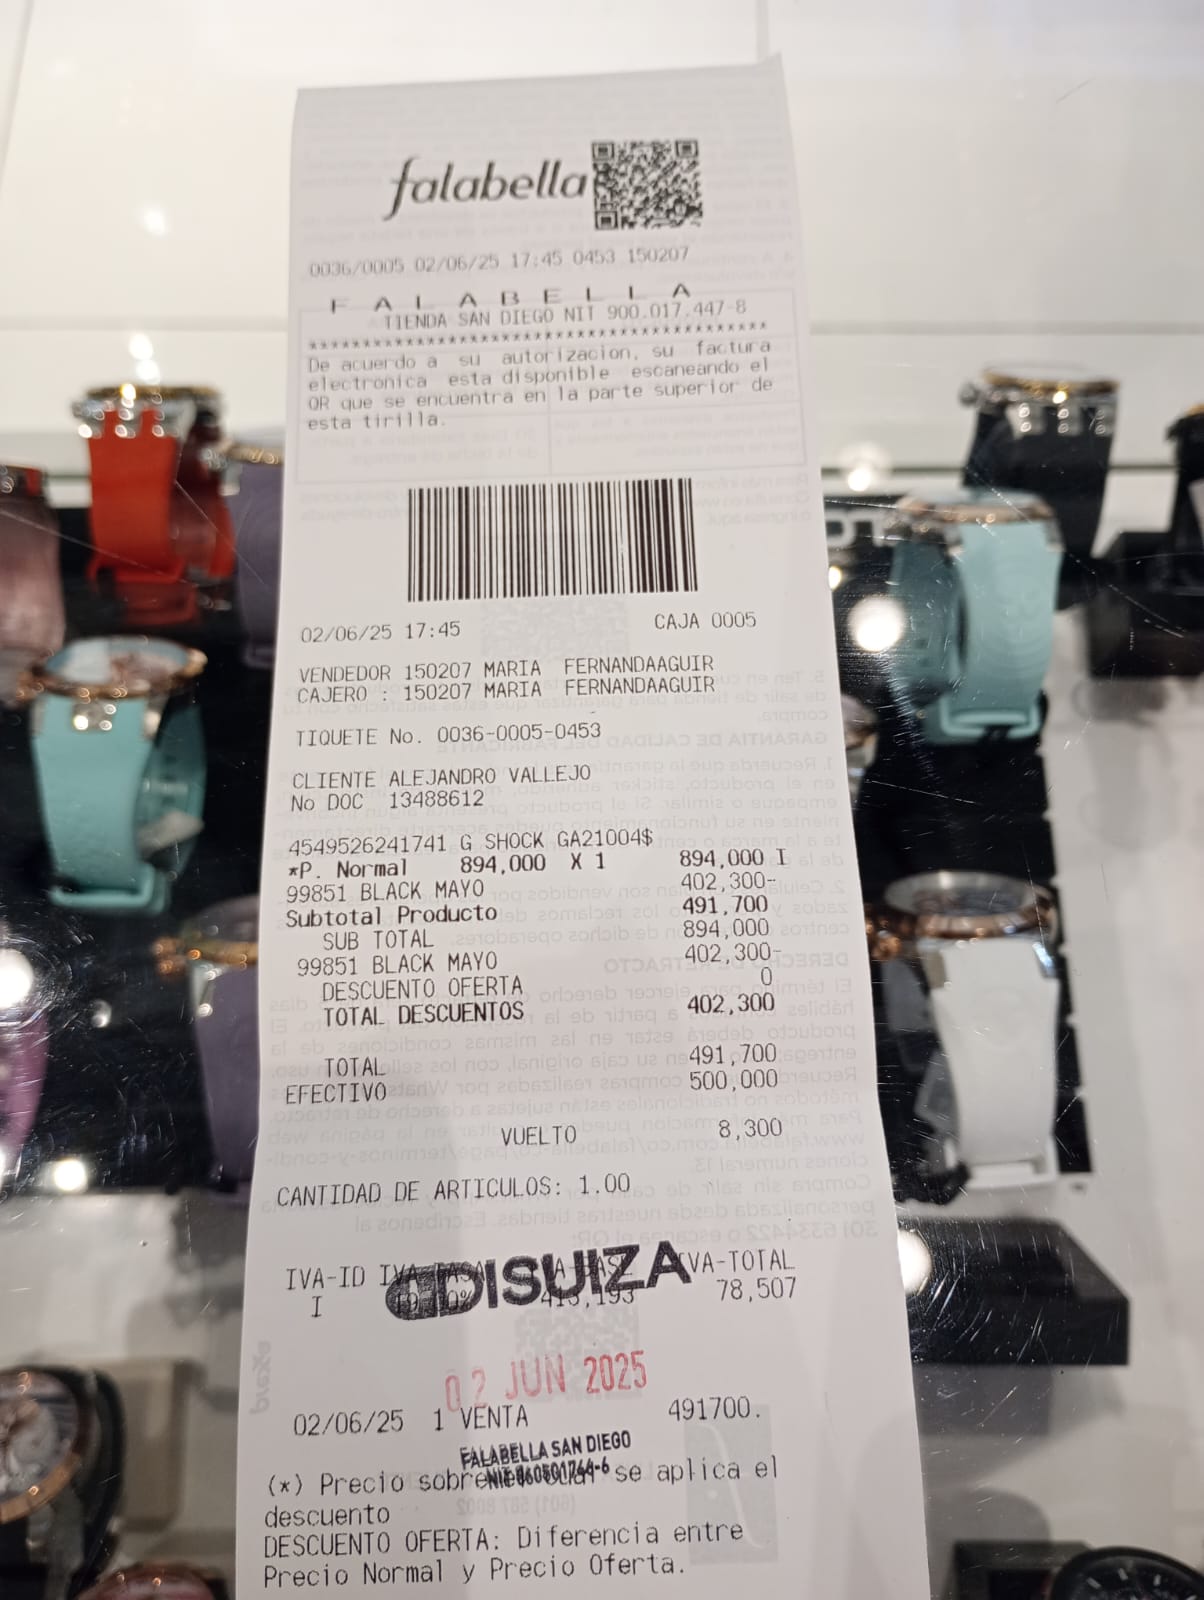 falabella
0036/0005 02/06/25 17:45 0453 150207
F A L A B E L L A
TIENDA SAN DIEGO NIT 900.017.447-8
******************************************
De acuerdo a su autorizacion, su factura
electronica esta disponible escaneando el
QR que se encuentra en la parte superior de
esta tirilla.
02/06/25 17:45 CAJA 0005
VENDEDOR 150207 MARIA FERNANDAAGUIR
CAJERO : 150207 MARIA FERNANDAAGUIR
TIQUETE No. 0036-0005-0453
CLIENTE ALEJANDRO VALLEJO
No DOC 13488612
4549526241741 G SHOCK GA21004$
*P. Normal 894,000 X 1 894,000 I
99851 BLACK MAYO 402,300-
Subtotal Producto 491,700
SUB TOTAL 894,000
99851 BLACK MAYO 402,300-
DESCUENTO OFERTA 0
TOTAL DESCUENTOS 402,300
TOTAL 491,700
EFECTIVO 500,000
VUELTO 8,300
CANTIDAD DE ARTICULOS: 1.00
IVA-ID IVA-TASA IVA-BASE IVA-TOTAL
DISUIZA
I 413,193 78,507
02 JUN 2025
02/06/25 1 VENTA 491700.
FALABELLA SAN DIEGO
(*) Precio sobre el cual se aplica el
descuento
DESCUENTO OFERTA: Diferencia entre
Precio Normal y Precio Oferta.